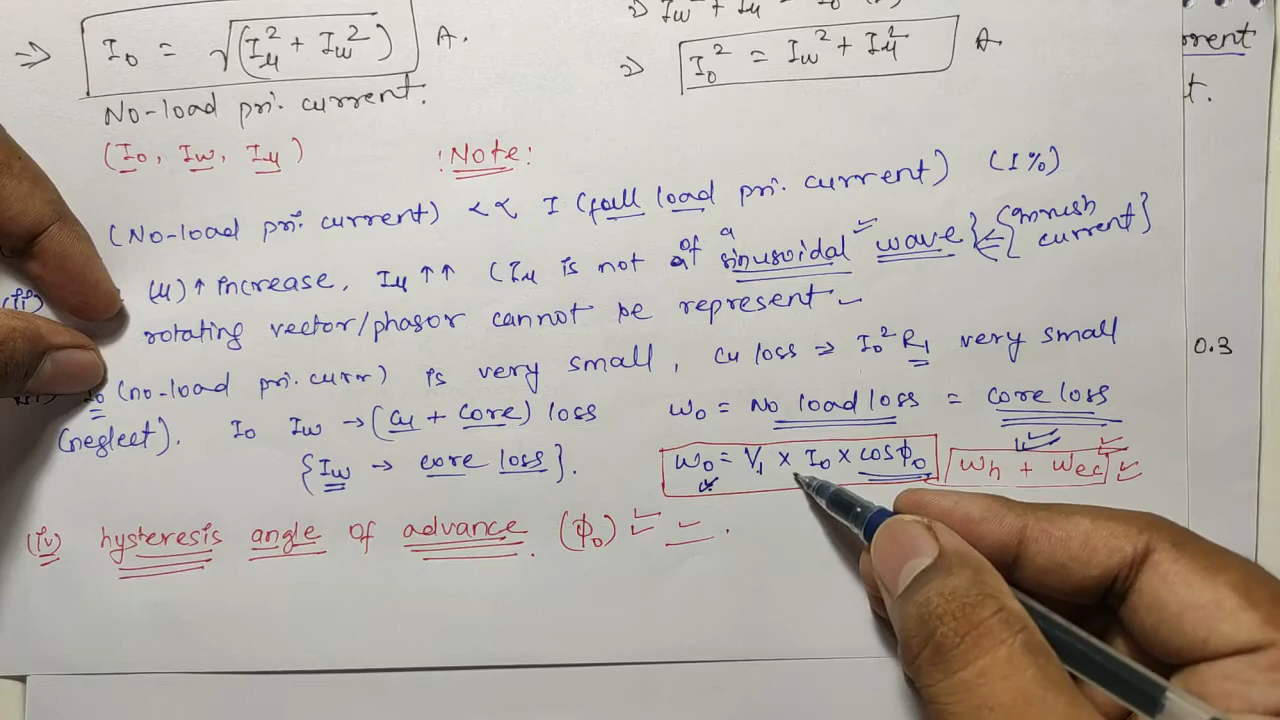 ⇒ I₀ = √(Iμ² + Iw²) A.
No-load pri. current.
⇒ I₀² = Iw² + Iμ² A
(I₀, Iw, Iμ) :Note:
(No-load pri. current) << I (full load pri. current) (1%)
(μ)↑ increase, Iμ ↑↑ (Iμ is not of a sinusoidal wave} ⇐ {
current}
rotating vector/phasor cannot be represent
I₀ (no-load pri. curr) is very small, cu loss ⇒ I₀² R₁ very small
(neglect). I₀ Iw → (cu + core) loss
{Iw → core loss}.
W₀ = No load loss = core loss
W₀ = V₁ × I₀ × cosϕ₀ Wh + Wec
(iv) hysteresis angle of advance (ϕ₀)
rrent
t.
0.3